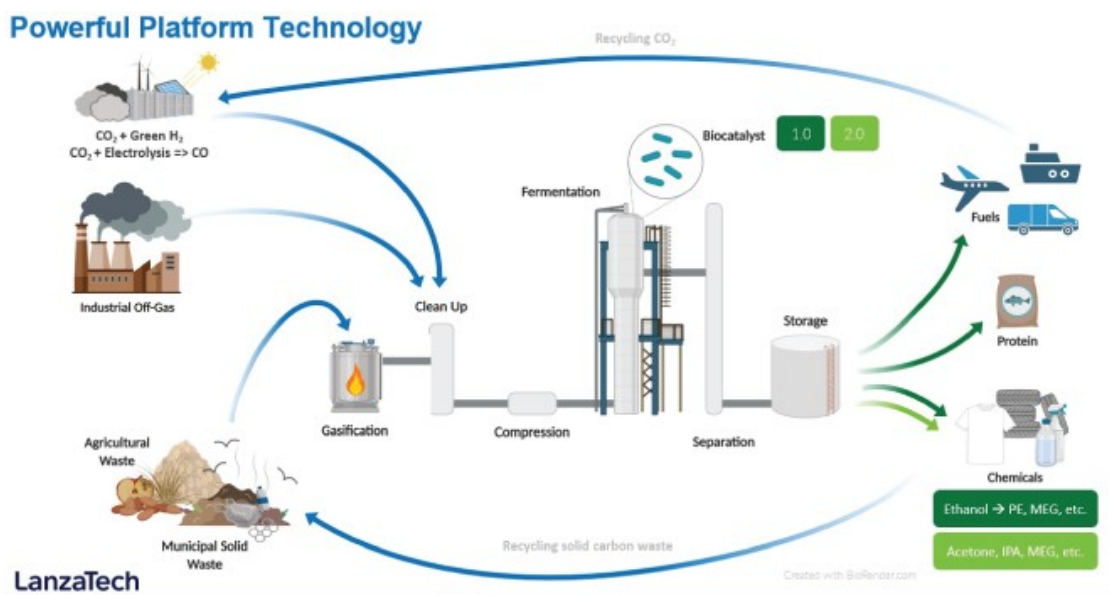 Powerful Platform Technology
Recycling CO₂
CO₂ + Green H₂
CO₂ + Electrolysis => CO
Biocatalyst
1.0
2.0
Fermentation
Fuels
Industrial Off-Gas
Clean Up
Storage
Protein
Gasification
Compression
Separation
Agricultural
Waste
Chemicals
Ethanol → PE, MEG, etc.
Acetone, IPA, MEG, etc.
Municipal Solid
Waste
Recycling solid carbon waste
Created with BioRender.com
LanzaTech